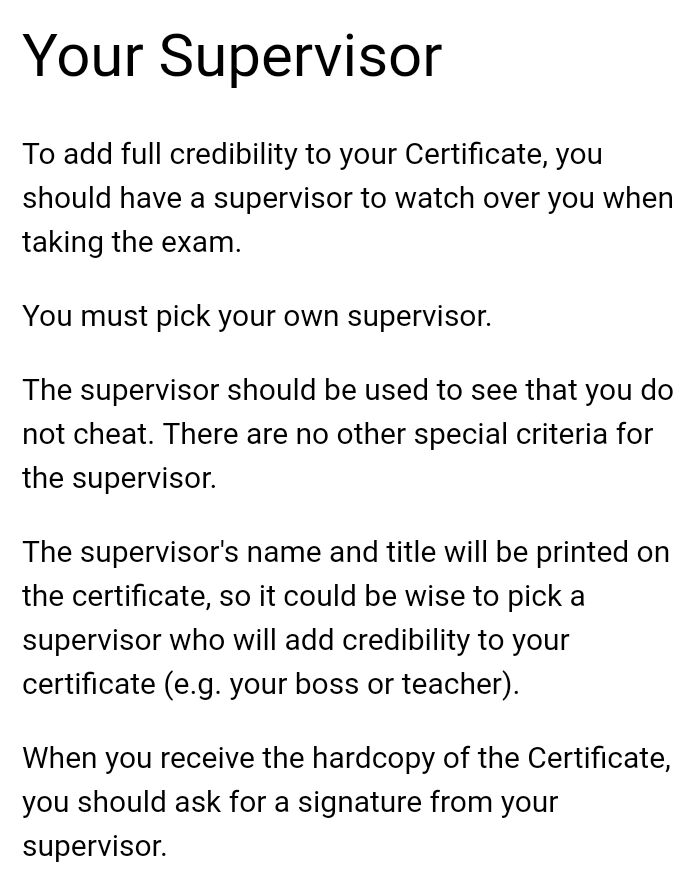 Your Supervisor
To add full credibility to your Certificate, you
should have a supervisor to watch over you when
taking the exam.
You must pick your own supervisor.
The supervisor should be used to see that you do
not cheat. There are no other special criteria for
the supervisor.
The supervisor's name and title will be printed on
the certificate, so it could be wise to pick a
supervisor who will add credibility to your
certificate (e.g. your boss or teacher).
When you receive the hardcopy of the Certificate,
you should ask for a signature from your
supervisor.